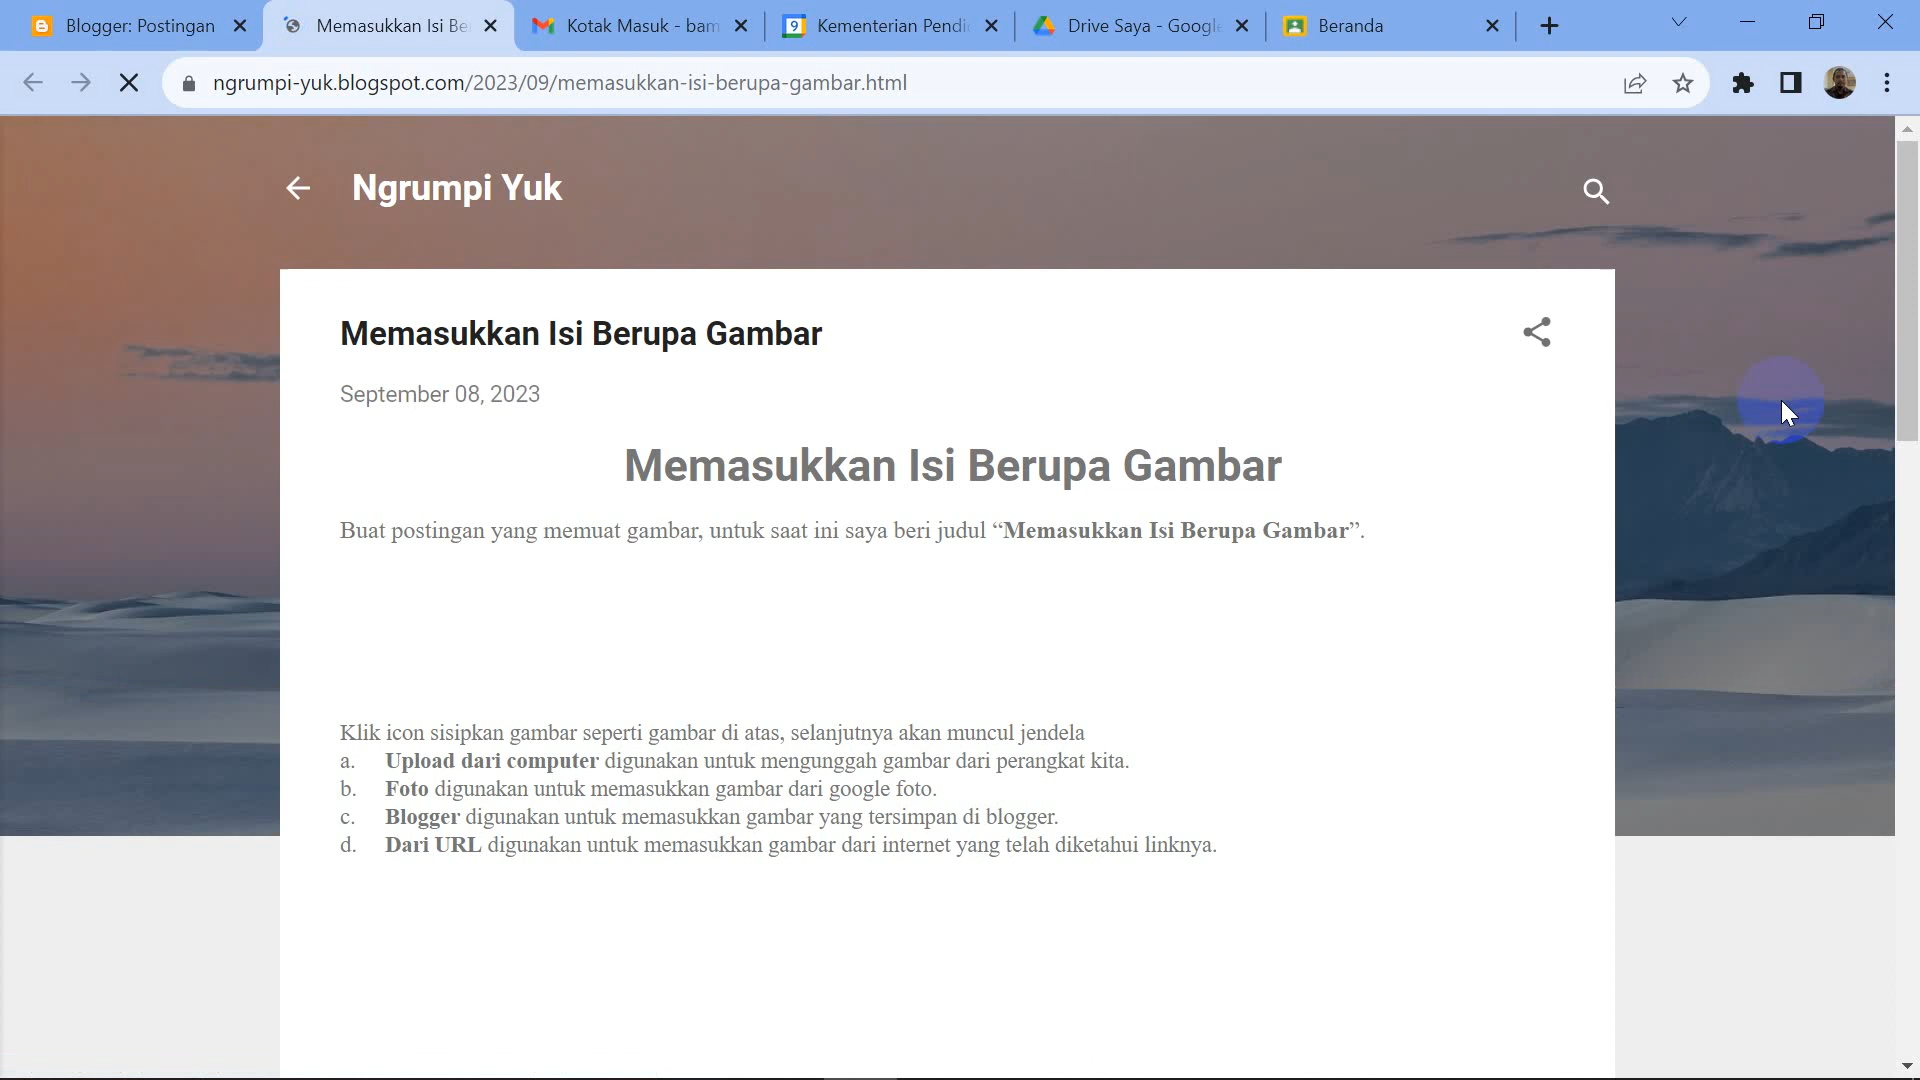 Blogger: Postingan
Memasukkan Isi Be
Kotak Masuk - bam
9
Kementerian Pendi
Drive Saya - Google
Beranda
ngrumpi-yuk.blogspot.com/2023/09/memasukkan-isi-berupa-gambar.html
Ngrumpi Yuk
Memasukkan Isi Berupa Gambar
September 08, 2023
Memasukkan Isi Berupa Gambar
Buat postingan yang memuat gambar, untuk saat ini saya beri judul “Memasukkan Isi Berupa Gambar”.
Klik icon sisipkan gambar seperti gambar di atas, selanjutnya akan muncul jendela
a. Upload dari computer digunakan untuk mengunggah gambar dari perangkat kita.
b. Foto digunakan untuk memasukkan gambar dari google foto.
c. Blogger digunakan untuk memasukkan gambar yang tersimpan di blogger.
d. Dari URL digunakan untuk memasukkan gambar dari internet yang telah diketahui linknya.